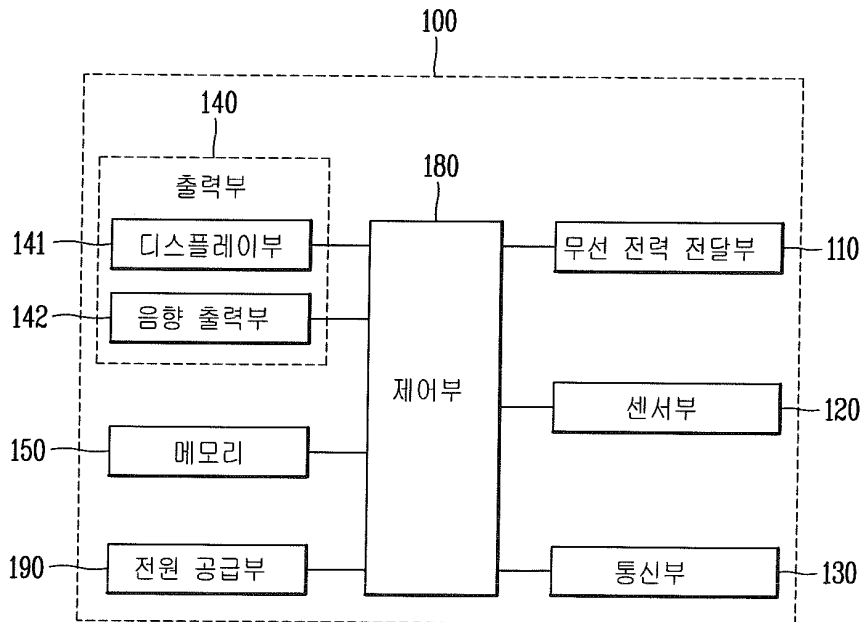 100
140
출력부
180
141
디스플레이부
무선 전력 전달부
110
142
음향 출력부
제어부
센서부
120
150
메모리
190
전원 공급부
통신부
130